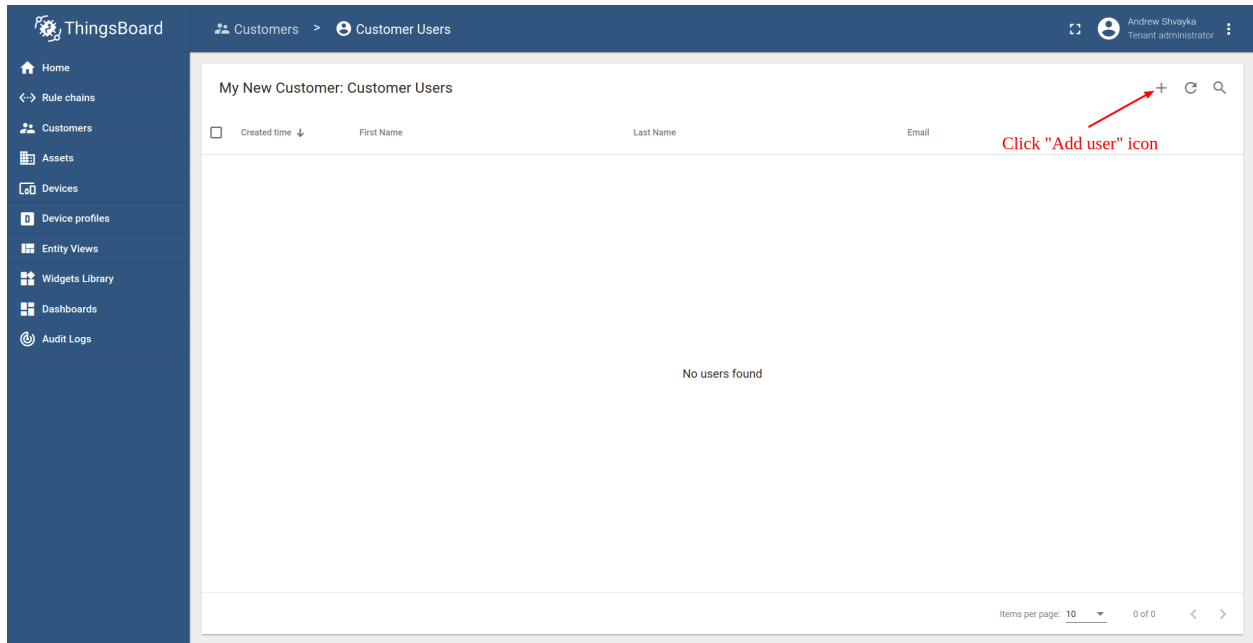 ThingsBoard
Customers > Customer Users
Andrew Shvayka
Tenant administrator
Home
Rule chains
Customers
Assets
Devices
Device profiles
Entity Views
Widgets Library
Dashboards
Audit Logs
My New Customer: Customer Users
Created time First Name Last Name Email
Click "Add user" icon
No users found
Items per page: 10 0 of 0